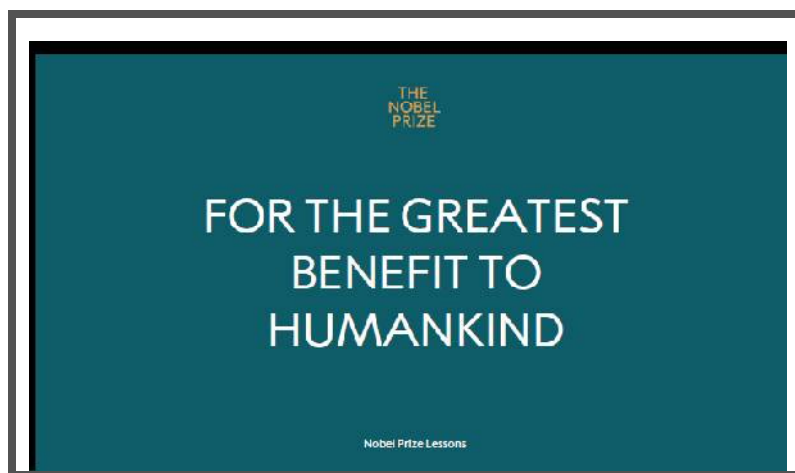 THE
NOBEL
PRIZE
FOR THE GREATEST
BENEFIT TO
HUMANKIND
Nobel Prize Lessons